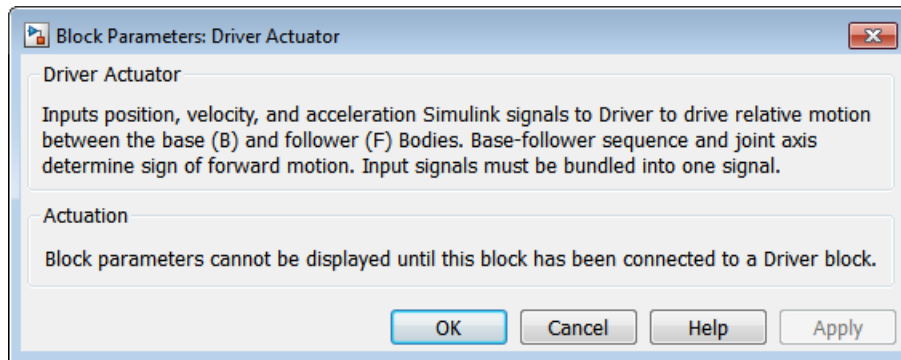 Block Parameters: Driver Actuator
Driver Actuator
Inputs position, velocity, and acceleration Simulink signals to Driver to drive relative motion
between the base (B) and follower (F) Bodies. Base-follower sequence and joint axis
determine sign of forward motion. Input signals must be bundled into one signal.
Actuation
Block parameters cannot be displayed until this block has been connected to a Driver block.
OK Cancel Help Apply